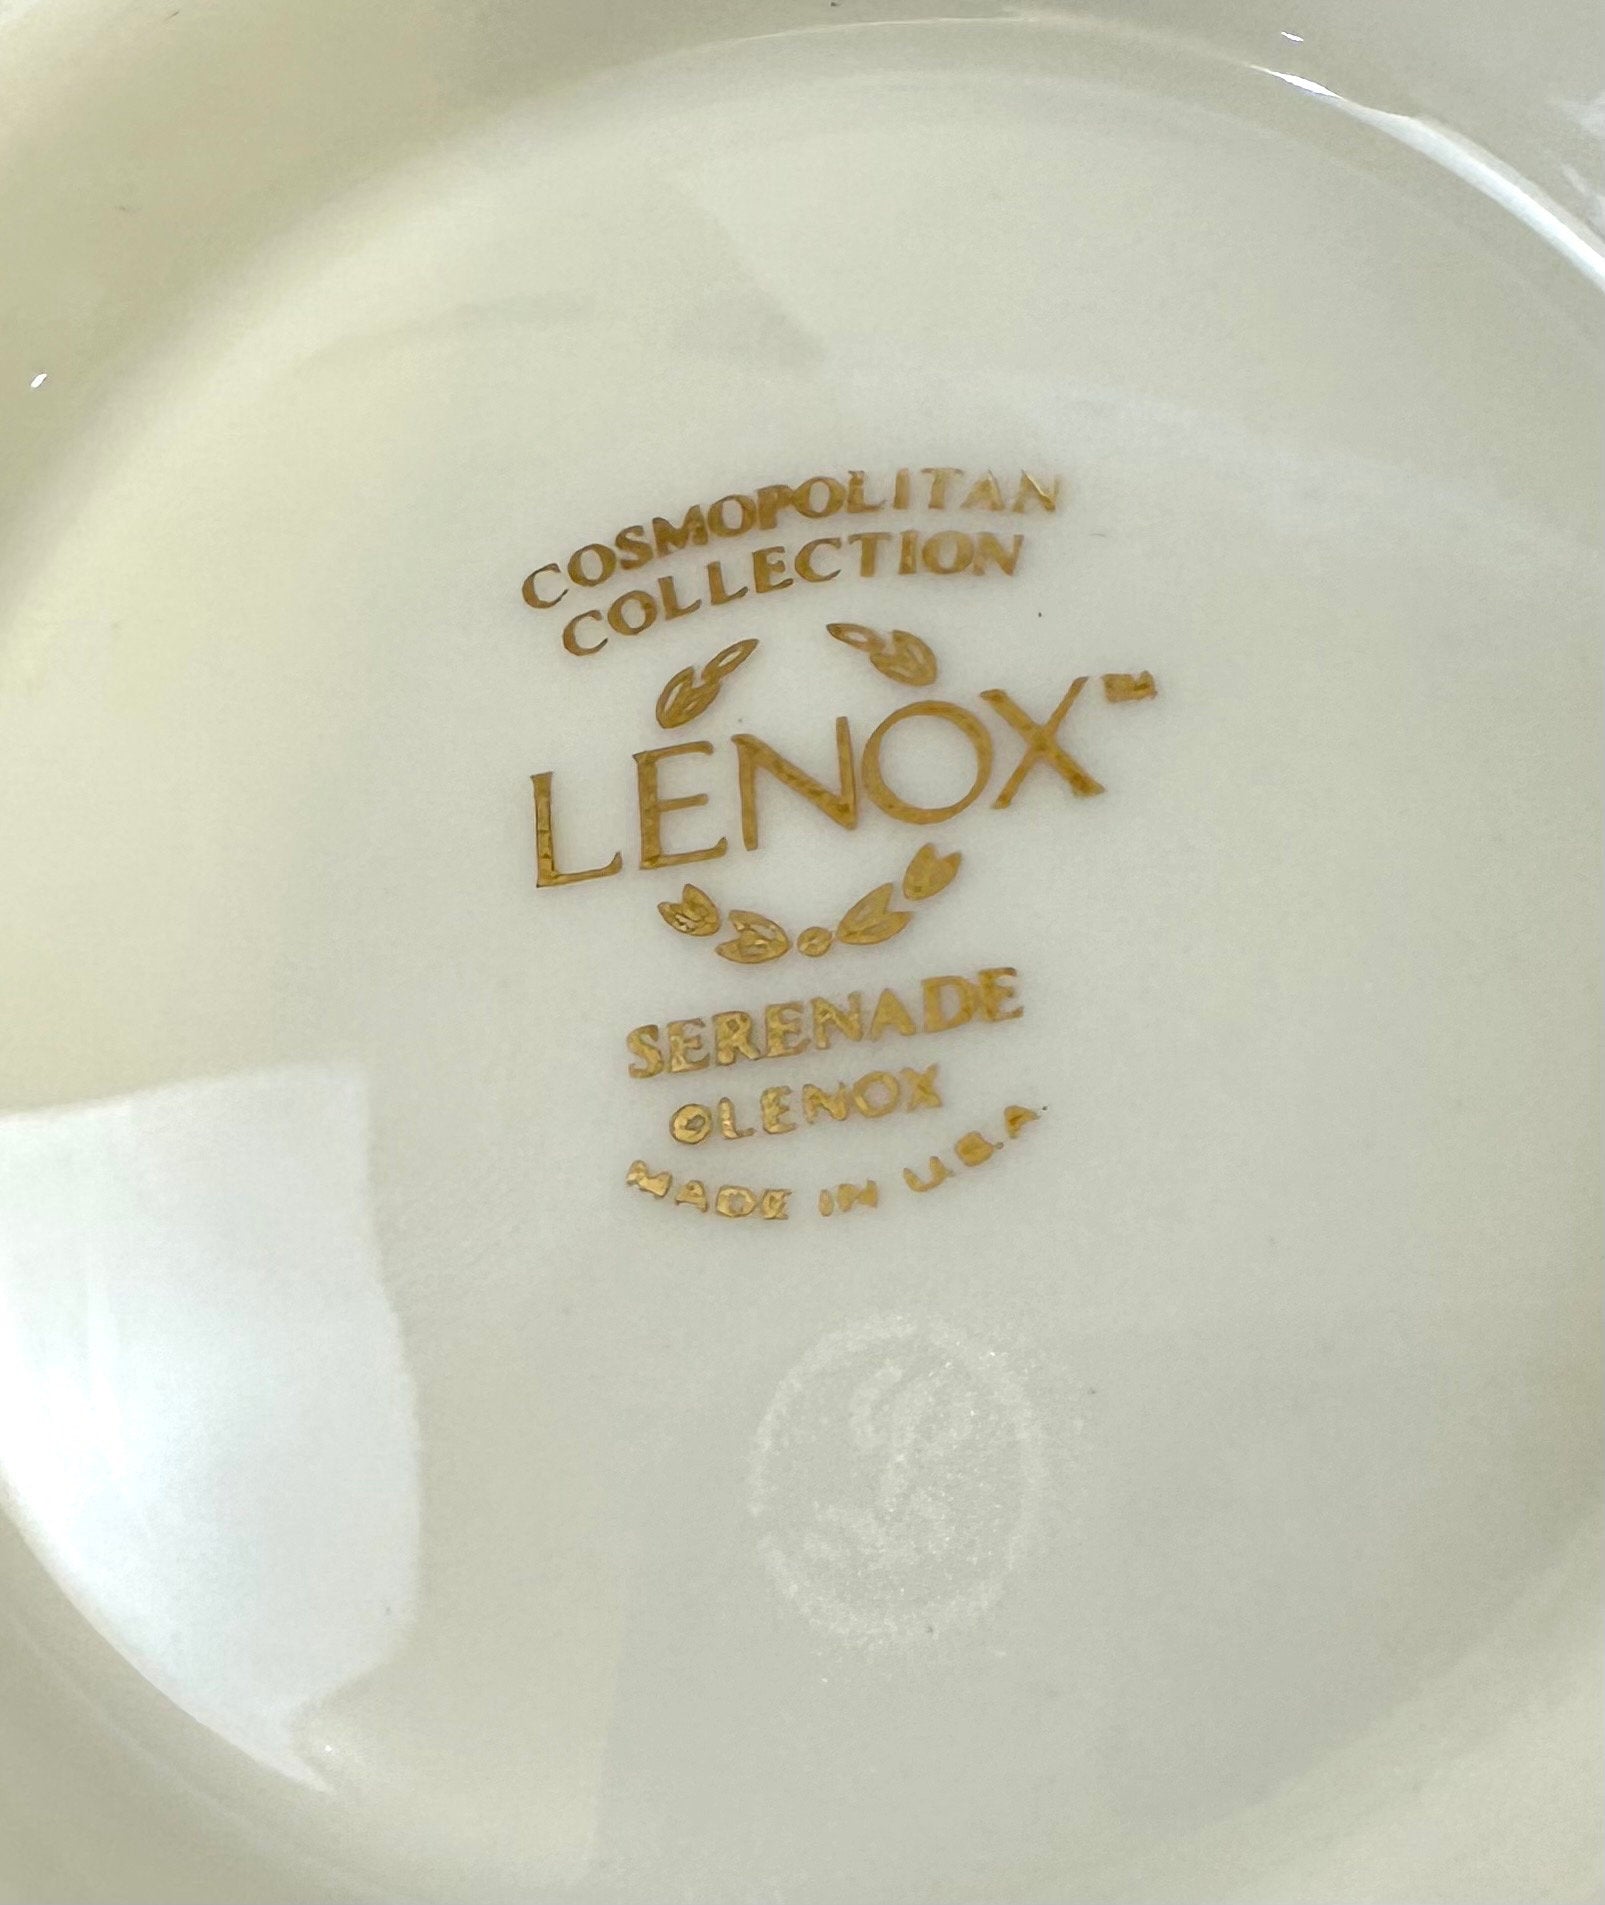 COSMOPOLITAN
COLLECTION
LENOX™
SERENADE
©LENOX
MADE IN U.S.A